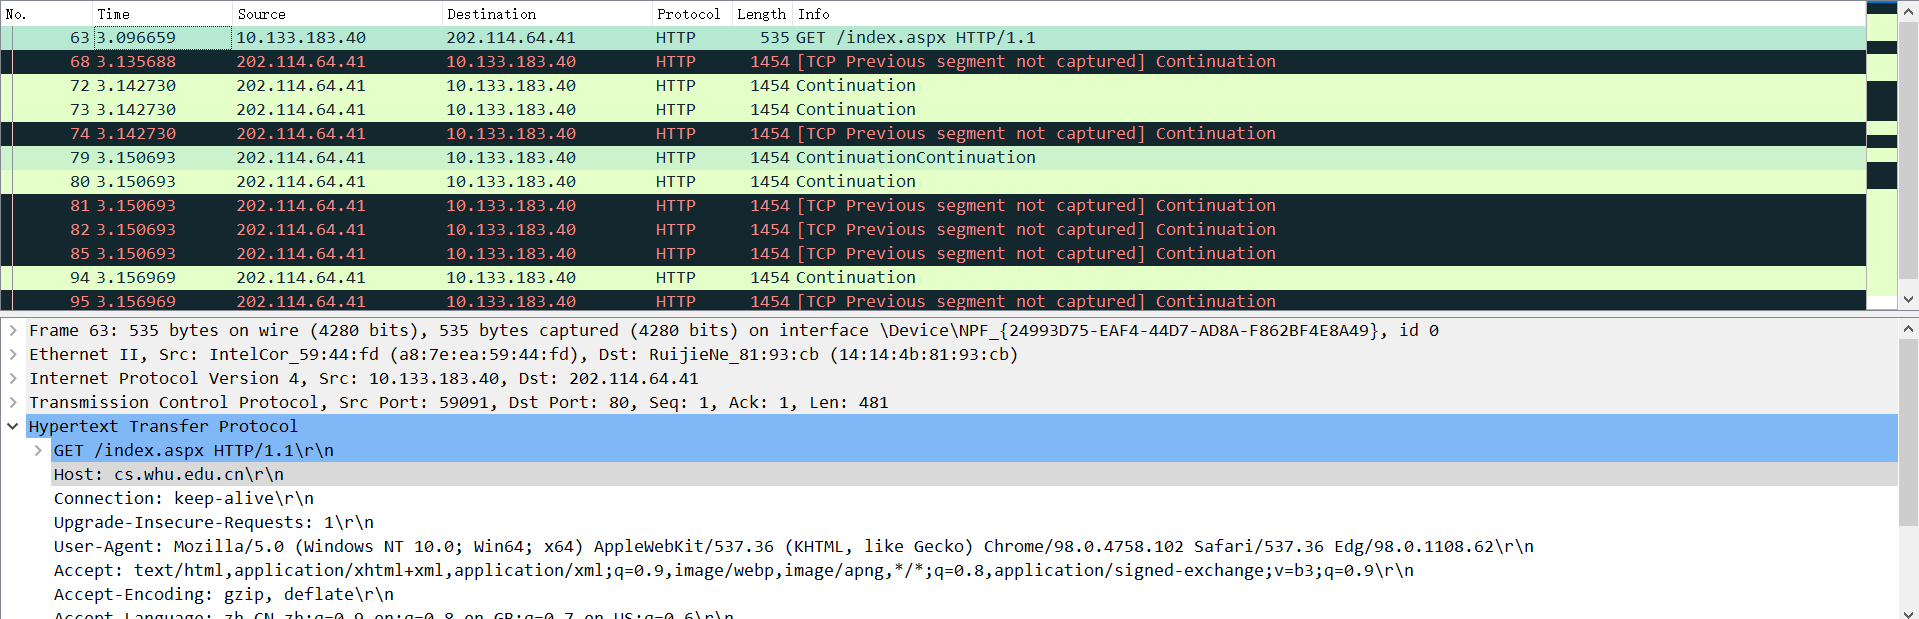 No. Time Source Destination Protocol Length Info
63 3.096659 10.133.183.40 202.114.64.41 HTTP 535 GET /index.aspx HTTP/1.1
68 3.135688 202.114.64.41 10.133.183.40 HTTP 1454 [TCP Previous segment not captured] Continuation
72 3.142730 202.114.64.41 10.133.183.40 HTTP 1454 Continuation
73 3.142730 202.114.64.41 10.133.183.40 HTTP 1454 Continuation
74 3.142730 202.114.64.41 10.133.183.40 HTTP 1454 [TCP Previous segment not captured] Continuation
79 3.150693 202.114.64.41 10.133.183.40 HTTP 1454 ContinuationContinuation
80 3.150693 202.114.64.41 10.133.183.40 HTTP 1454 Continuation
81 3.150693 202.114.64.41 10.133.183.40 HTTP 1454 [TCP Previous segment not captured] Continuation
82 3.150693 202.114.64.41 10.133.183.40 HTTP 1454 [TCP Previous segment not captured] Continuation
85 3.150693 202.114.64.41 10.133.183.40 HTTP 1454 [TCP Previous segment not captured] Continuation
94 3.156969 202.114.64.41 10.133.183.40 HTTP 1454 Continuation
95 3.156969 202.114.64.41 10.133.183.40 HTTP 1454 [TCP Previous segment not captured] Continuation
Frame 63: 535 bytes on wire (4280 bits), 535 bytes captured (4280 bits) on interface \Device\NPF_{24993D75-EAF4-44D7-AD8A-F862BF4E8A49}, id 0
Ethernet II, Src: IntelCor_59:44:fd (a8:7e:ea:59:44:fd), Dst: RuijieNe_81:93:cb (14:14:4b:81:93:cb)
Internet Protocol Version 4, Src: 10.133.183.40, Dst: 202.114.64.41
Transmission Control Protocol, Src Port: 59091, Dst Port: 80, Seq: 1, Ack: 1, Len: 481
Hypertext Transfer Protocol
GET /index.aspx HTTP/1.1\r\n
Host: cs.whu.edu.cn\r\n
Connection: keep-alive\r\n
Upgrade-Insecure-Requests: 1\r\n
User-Agent: Mozilla/5.0 (Windows NT 10.0; Win64; x64) AppleWebKit/537.36 (KHTML, like Gecko) Chrome/98.0.4758.102 Safari/537.36 Edg/98.0.1108.62\r\n
Accept: text/html,application/xhtml+xml,application/xml;q=0.9,image/webp,image/apng,*/*;q=0.8,application/signed-exchange;v=b3;q=0.9\r\n
Accept-Encoding: gzip, deflate\r\n
Accept-Language: zh-CN,zh;q=0.9,en;q=0.8,en-GB;q=0.7,en-US;q=0.6\r\n